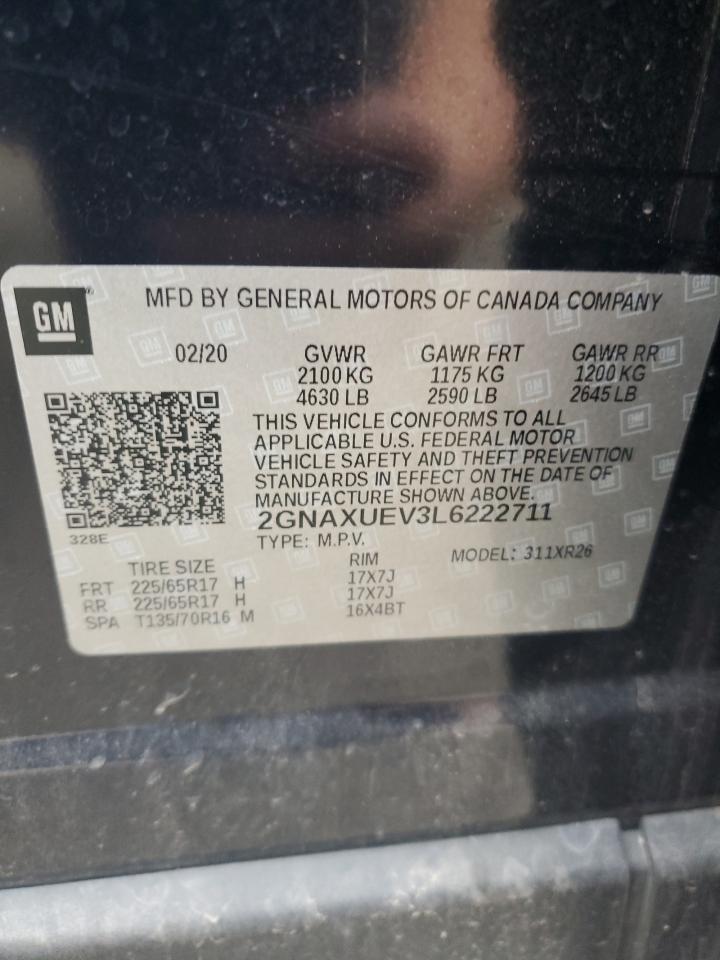 GM
MFD BY GENERAL MOTORS OF CANADA COMPANY
02/20 GVWR GAWR FRT GAWR RR
2100 KG 1175 KG 1200 KG
4630 LB 2590 LB 2645 LB
THIS VEHICLE CONFORMS TO ALL
APPLICABLE U.S. FEDERAL MOTOR
VEHICLE SAFETY AND THEFT PREVENTION
STANDARDS IN EFFECT ON THE DATE OF
MANUFACTURE SHOWN ABOVE.
2GNAXUEV3L6222711
328E
TYPE: M.P.V. MODEL: 311XR26
TIRE SIZE RIM
FRT 225/65R17 H 17X7J
RR 225/65R17 H 17X7J
SPA T135/70R16 M 16X4BT